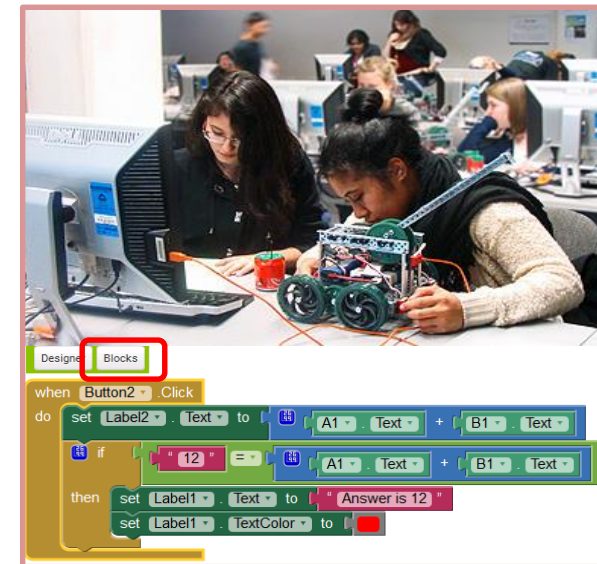 Designer Blocks
when Button2 .Click
do set Label2 . Text to A1 . Text + B1 . Text
if " 12 " = A1 . Text + B1 . Text
then set Label1 . Text to " Answer is 12 "
set Label1 . TextColor to